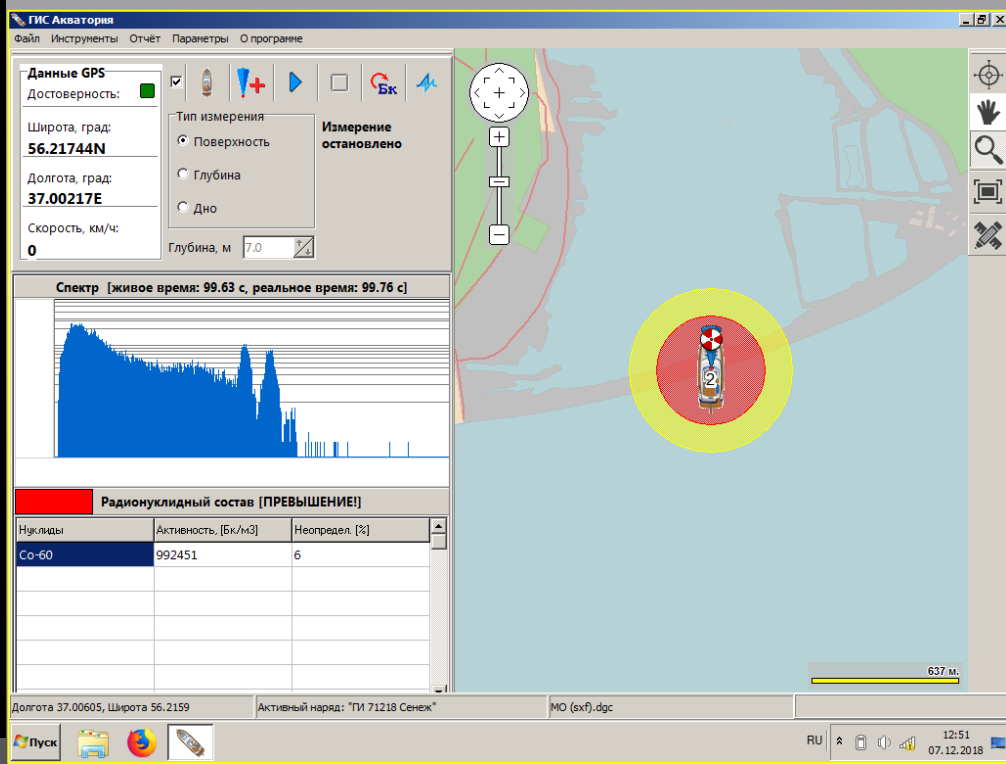 ГИС Акватория
Файл Инструменты Отчёт Параметры О программе
Данные GPS
Достоверность:
Широта, град:
56.21744N
Долгота, град:
37.00217E
Скорость, км/ч:
0
Бк
Тип измерения
Поверхность
Глубина
Дно
Глубина, м 7.0
Измерение
остановлено
Спектр [живое время: 99.63 с, реальное время: 99.76 с]
Радионуклидный состав [ПРЕВЫШЕНИЕ!]
Нуклиды Активность, [Бк/м3] Неопредел. [%]
Co-60 992451 6
2
637 м.
Долгота 37.00605, Широта 56.2159 Активный наряд: "ГИ 71218 Сенеж" МО (sxf).dgc
Пуск RU 12:51
07.12.2018